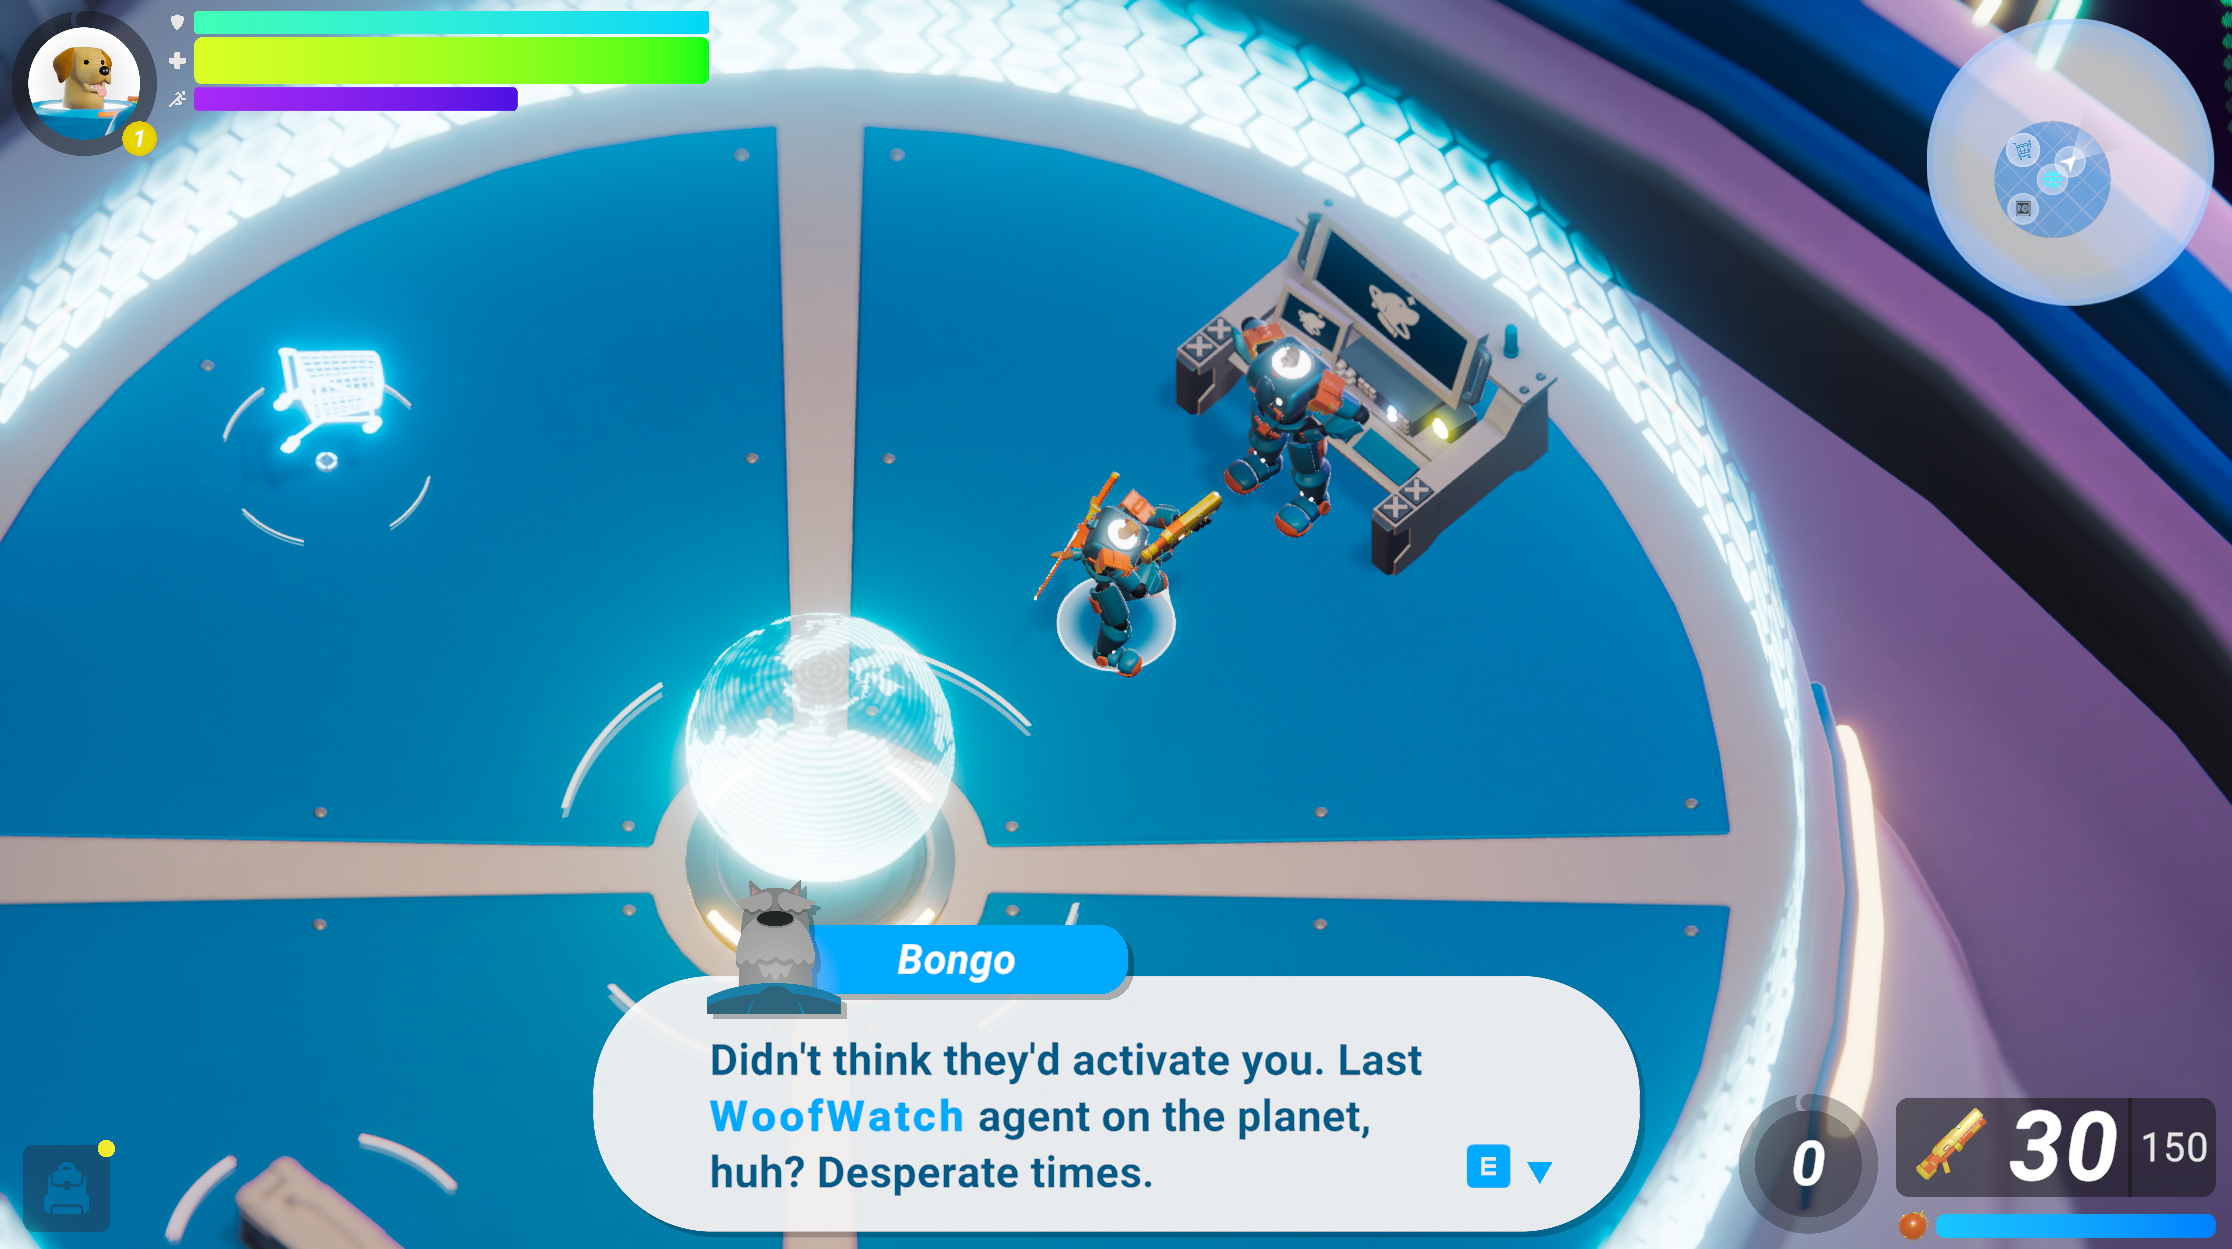 1
Bongo
Didn't think they'd activate you. Last
WoofWatch agent on the planet,
huh? Desperate times.
E
0
30
150